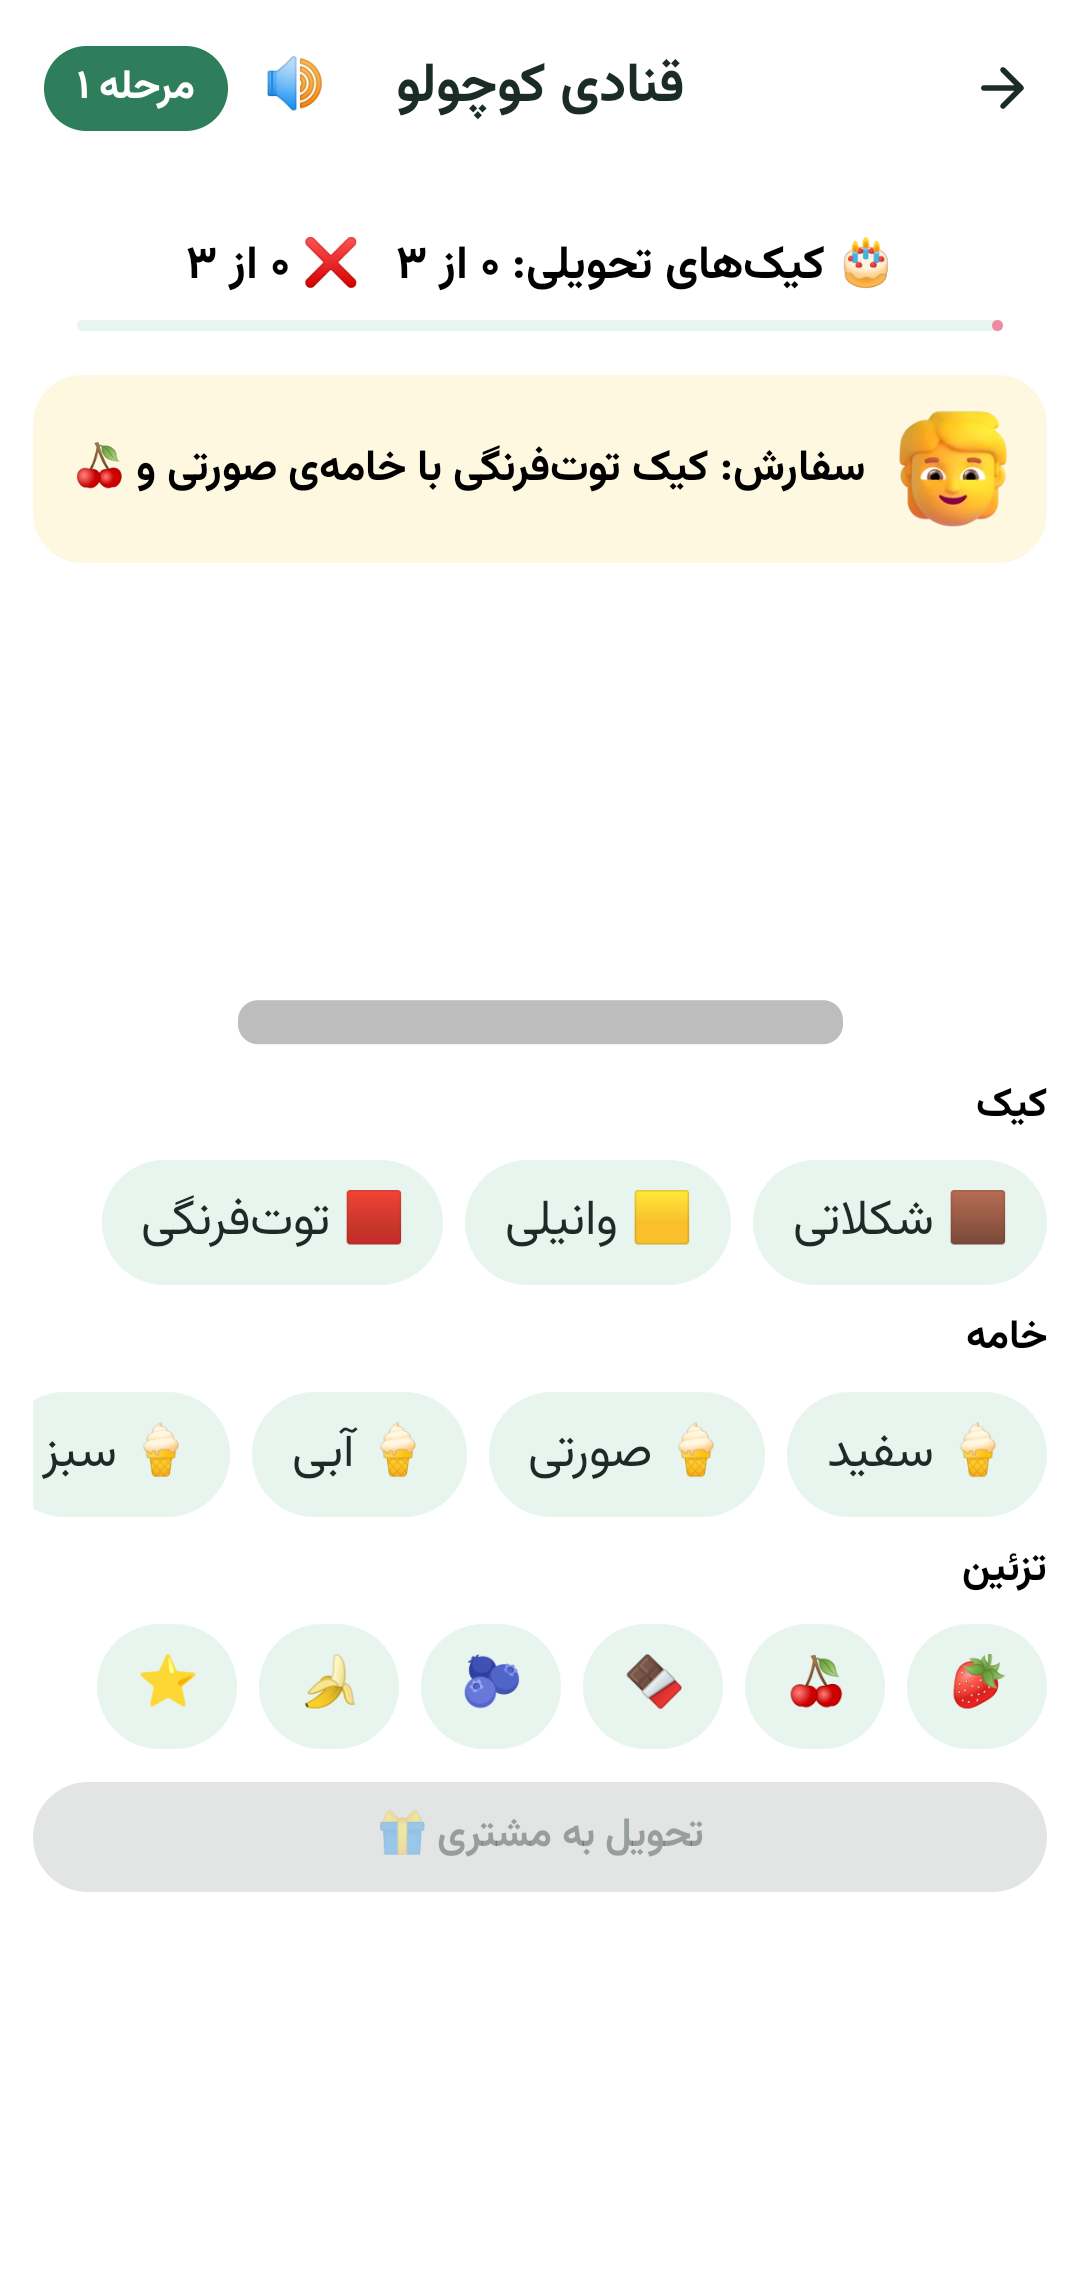 قنادی کوچولو
مرحله ۱
کیک‌های تحویلی: ۰ از ۳ ❌ ۰ از ۳
سفارش: کیک توت‌فرنگی با خامه‌ی صورتی و 🍒
کیک
شکلاتی
وانیلی
توت‌فرنگی
خامه
سفید
صورتی
آبی
سبز
تزئین
تحویل به مشتری